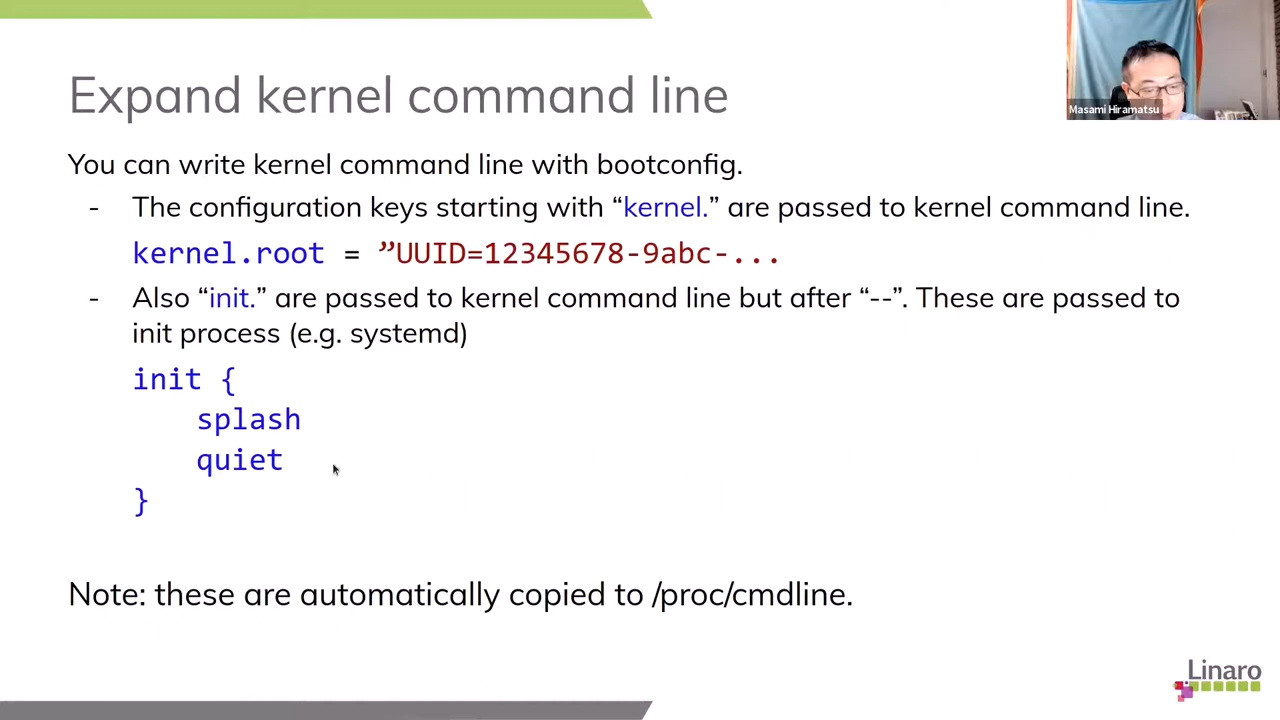 Masami Hiramatsu
Expand kernel command line
You can write kernel command line with bootconfig.
- The configuration keys starting with “kernel.” are passed to kernel command line.
kernel.root = ”UUID=12345678-9abc-...
- Also “init.” are passed to kernel command line but after “--”. These are passed to
init process (e.g. systemd)
init {
splash
quiet
}
Note: these are automatically copied to /proc/cmdline.
Linaro